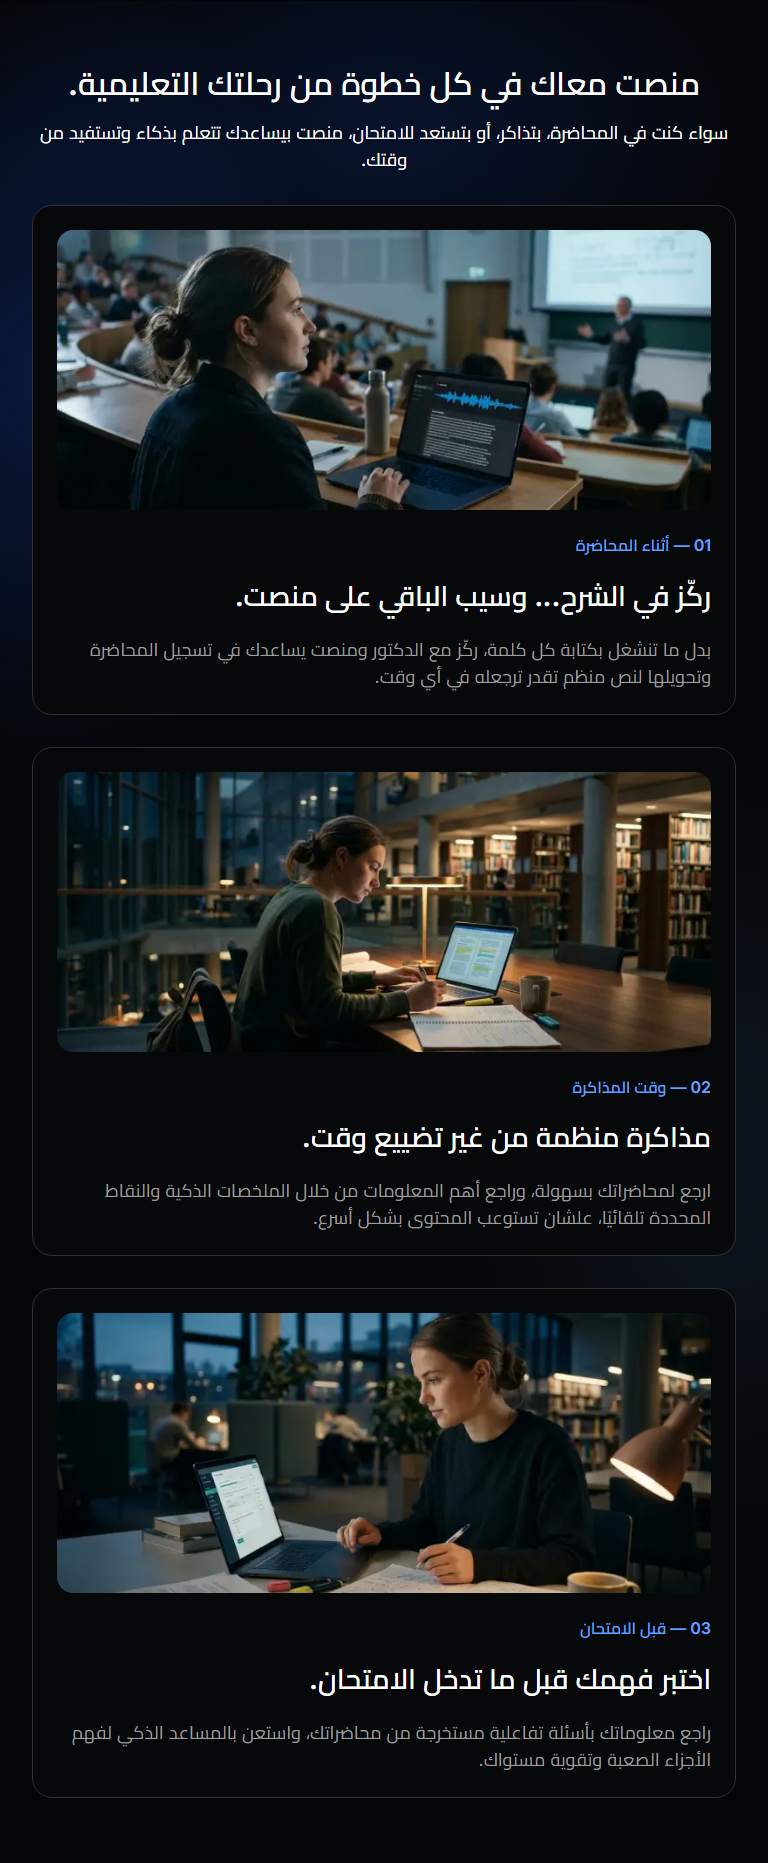 منصت معاك في كل خطوة من رحلتك التعليمية.
سواء كنت في المحاضرة، بتذاكر، أو بتستعد للامتحان، منصت بيساعدك تتعلم بذكاء وتستفيد من
وقتك.
01 — أثناء المحاضرة
ركّز في الشرح... وسيب الباقي على منصت.
بدل ما تنشغل بكتابة كل كلمة، ركّز مع الدكتور ومنصت يساعدك في تسجيل المحاضرة
وتحويلها لنص منظم تقدر ترجعله في أي وقت.
02 — وقت المذاكرة
مذاكرة منظمة من غير تضييع وقت.
ارجع لمحاضراتك بسهولة، وراجع أهم المعلومات من خلال الملخصات الذكية والنقاط
المحددة تلقائيًا، علشان تستوعب المحتوى بشكل أسرع.
03 — قبل الامتحان
اختبر فهمك قبل ما تدخل الامتحان.
راجع معلوماتك بأسئلة تفاعلية مستخرجة من محاضراتك، واستعن بالمساعد الذكي لفهم
الأجزاء الصعبة وتقوية مستواك.